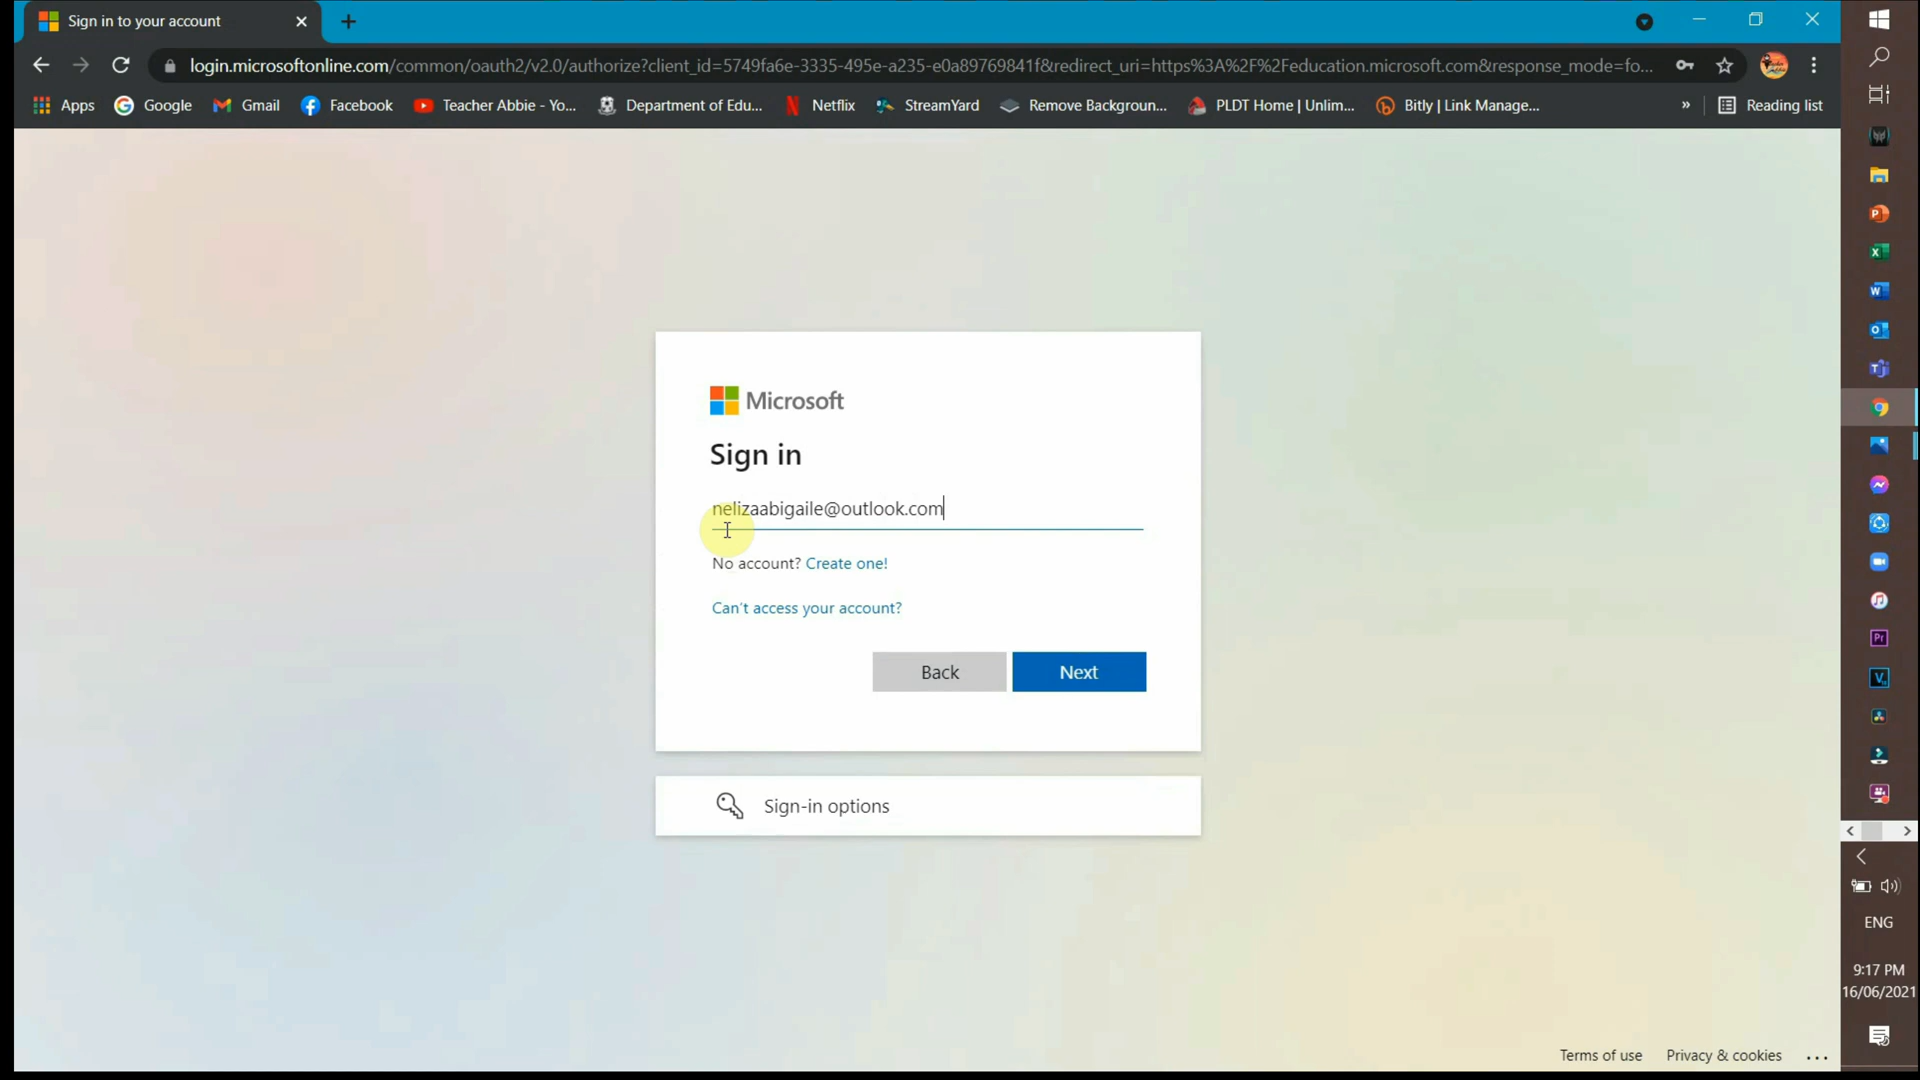 Sign in to your account
login.microsoftonline.com/common/oauth2/v2.0/authorize?client_id=5749fa6e-3335-495e-a235-e0a89769841f&redirect_uri=https%3A%2F%2Feducation.microsoft.com&response_mode=fo...
Apps Google Gmail Facebook Teacher Abbie - Yo... Department of Edu... Netflix StreamYard Remove Backgroun... PLDT Home | Unlim... Bitly | Link Manage... » Reading list
Microsoft
Sign in
nelizaabigaile@outlook.com
No account? Create one!
Can't access your account?
Back Next
Sign-in options
ENG
9:17 PM
16/06/2021
Terms of use Privacy & cookies ...